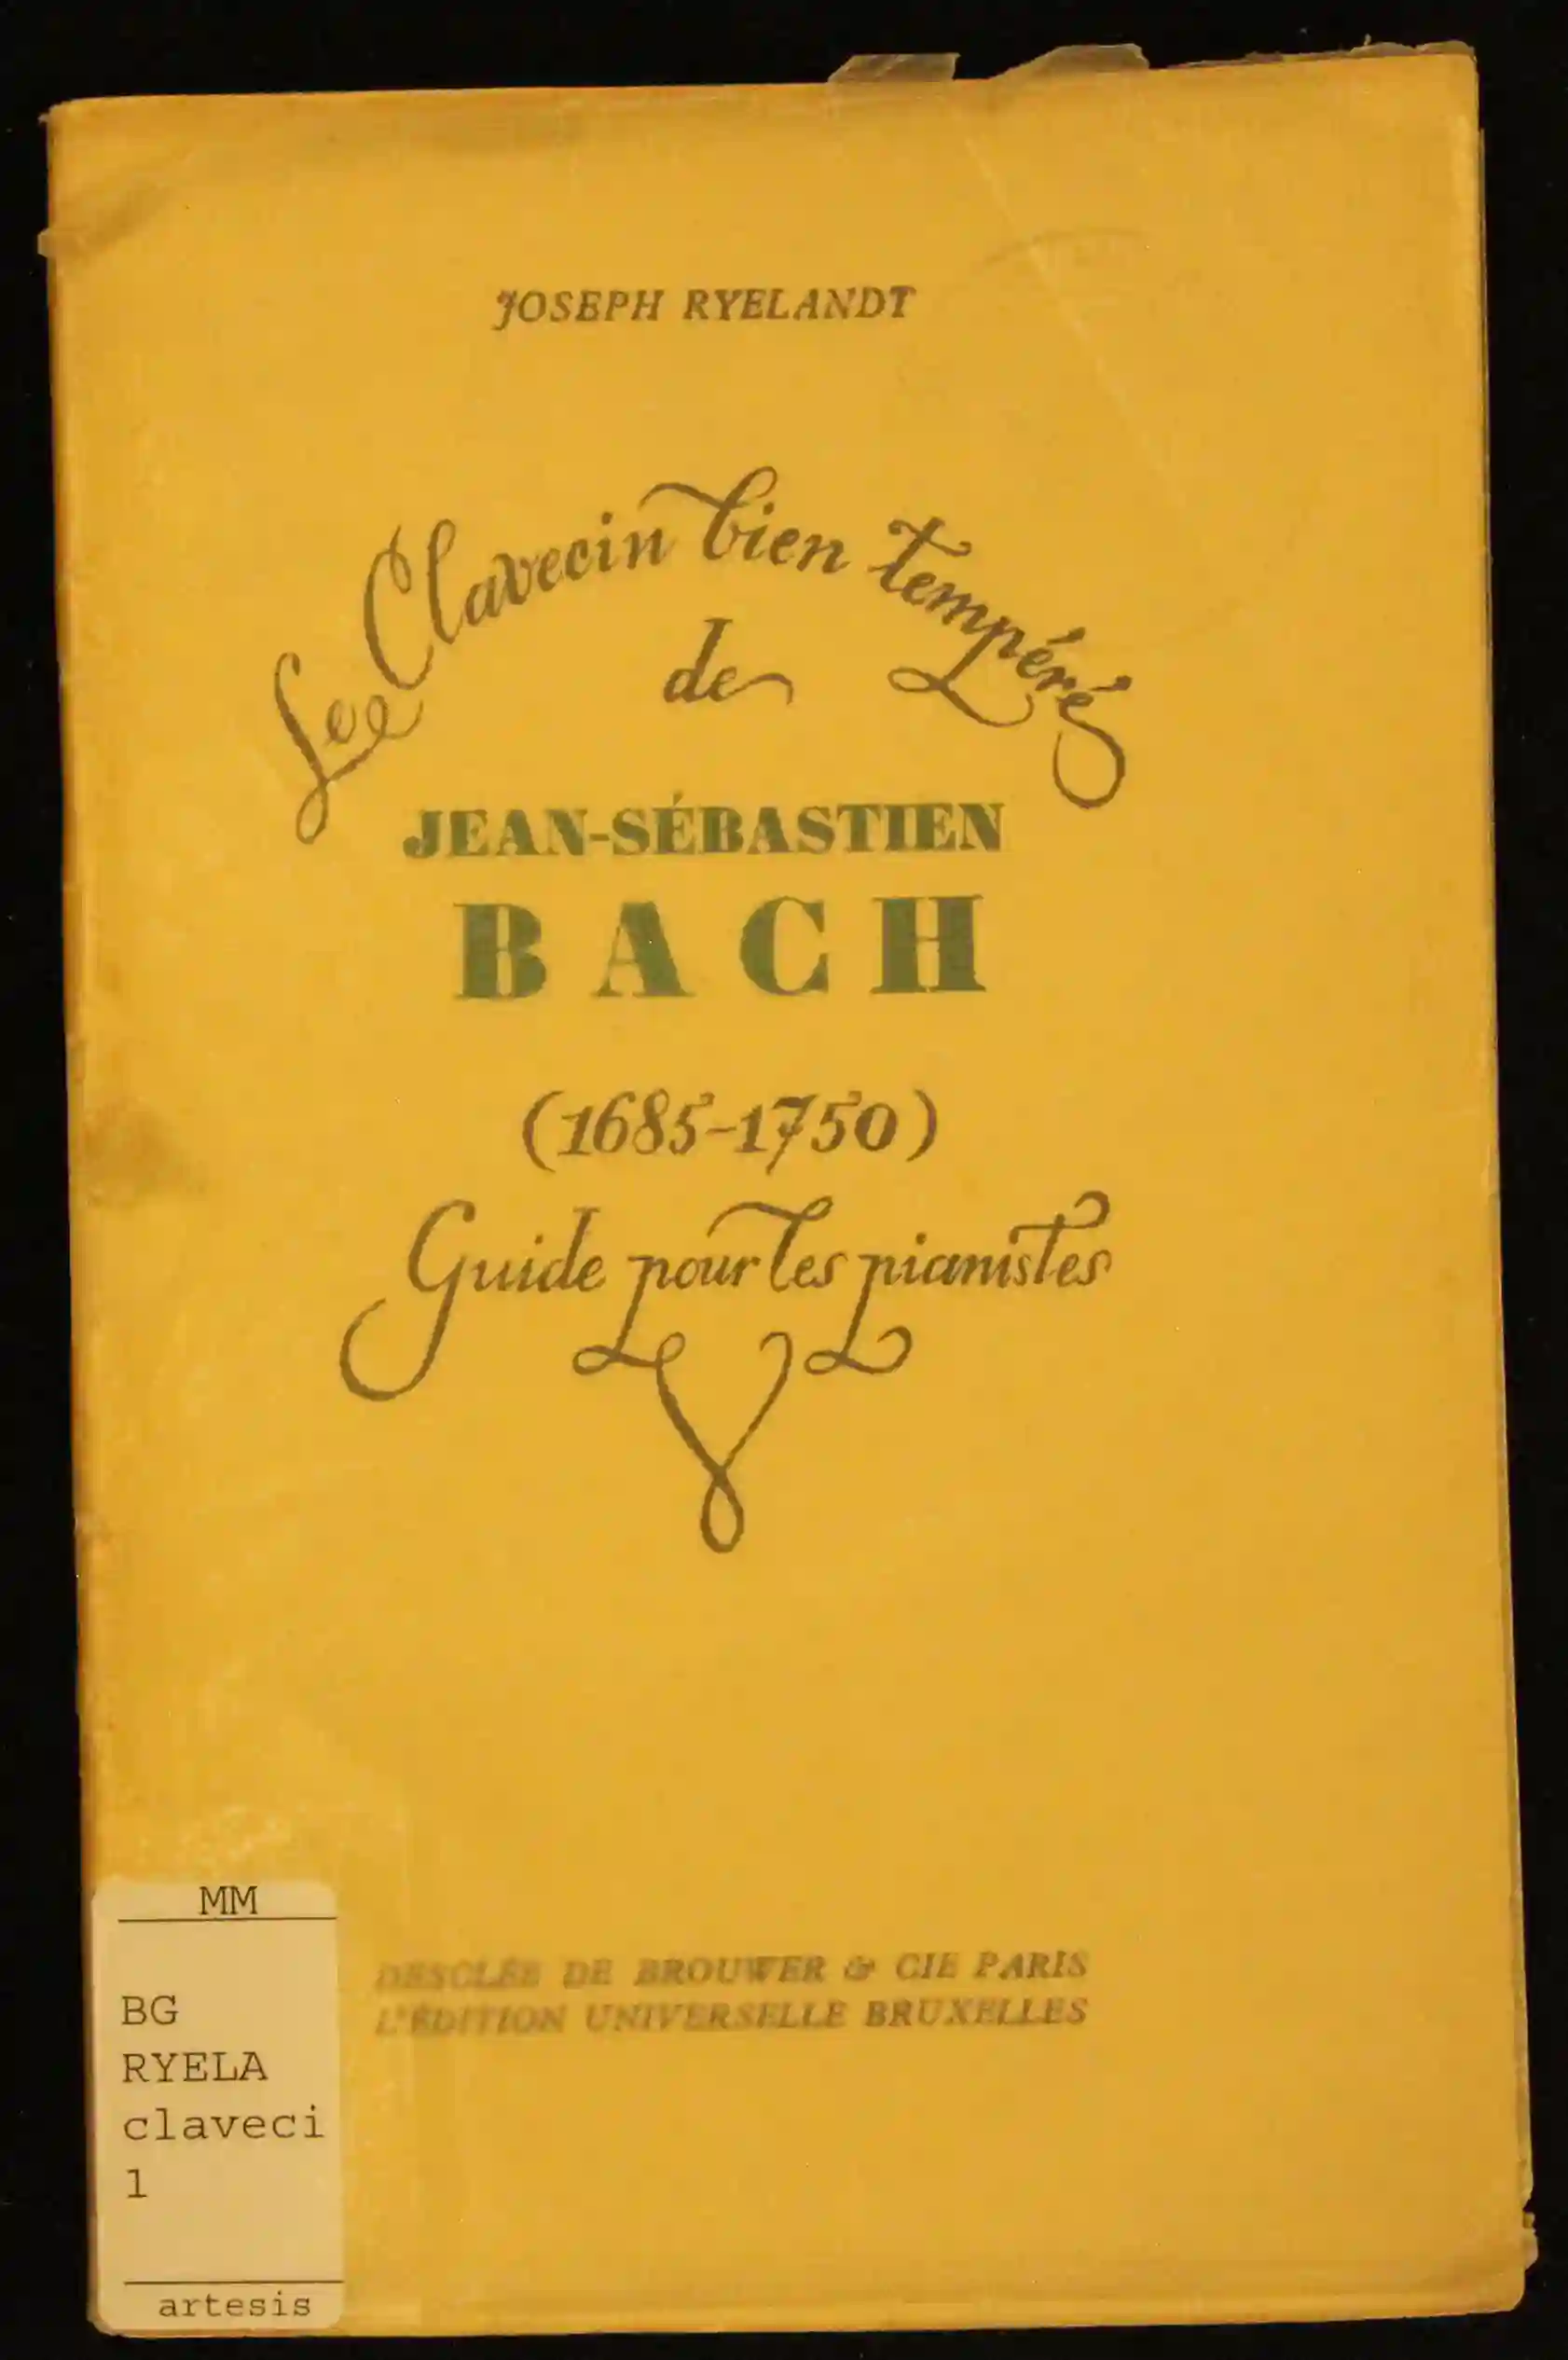 JOSEPH RYELANDT
Le Clavecin bien tempéré
de
JEAN-SÉBASTIEN
BACH
(1685-1750)
Guide pour les pianistes
DESCLÉE DE BROUWER & CIE PARIS
L'ÉDITION UNIVERSELLE BRUXELLES
MM
BG
RYELA
claveci
1
artesis